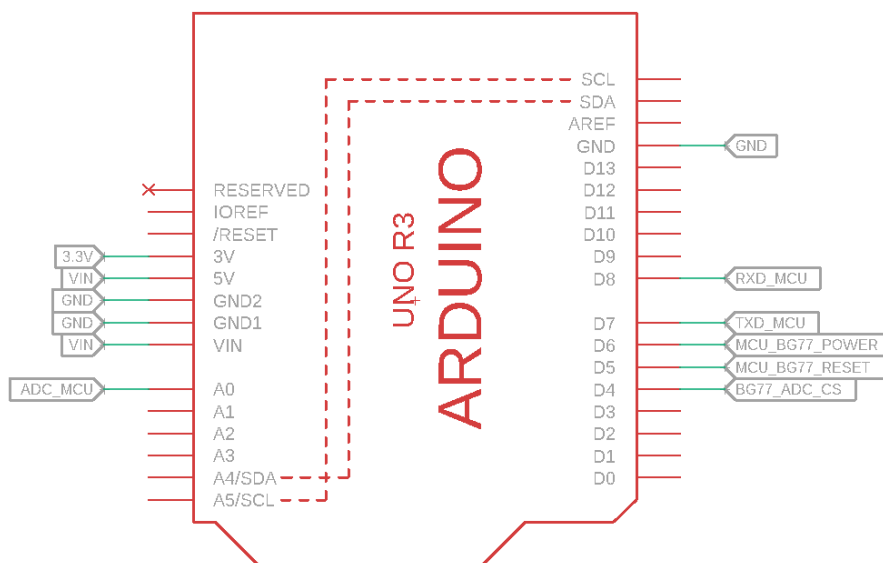 SCL
SDA
AREF
GND GND
D13
RESERVED D12
IOREF D11
/RESET D10
3.3V 3V D9
VIN 5V D8 RXD_MCU
GND GND2
GND GND1 D7 TXD_MCU
VIN VIN D6 MCU_BG77_POWER
D5 MCU_BG77_RESET
ADC_MCU A0 D4 BG77_ADC_CS
A1 D3
A2 D2
A3 D1
A4/SDA D0
A5/SCL
UNO R3
ARDUINO